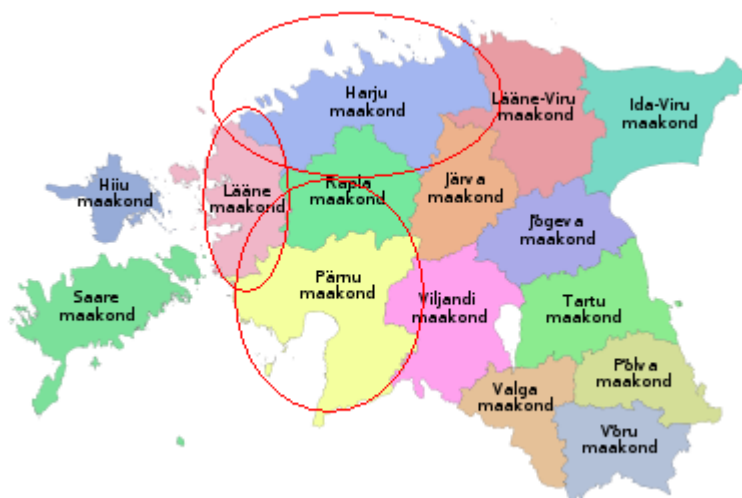 Harju
maakond
Lääne-Viru
maakond
Ida-Viru
maakond
Hiiu
maakond
Lääne
maakond
Rapla
maakond
Järva
maakond
Jõgeva
maakond
Saare
maakond
Pärnu
maakond
Viljandi
maakond
Tartu
maakond
Valga
maakond
Põlva
maakond
Võru
maakond